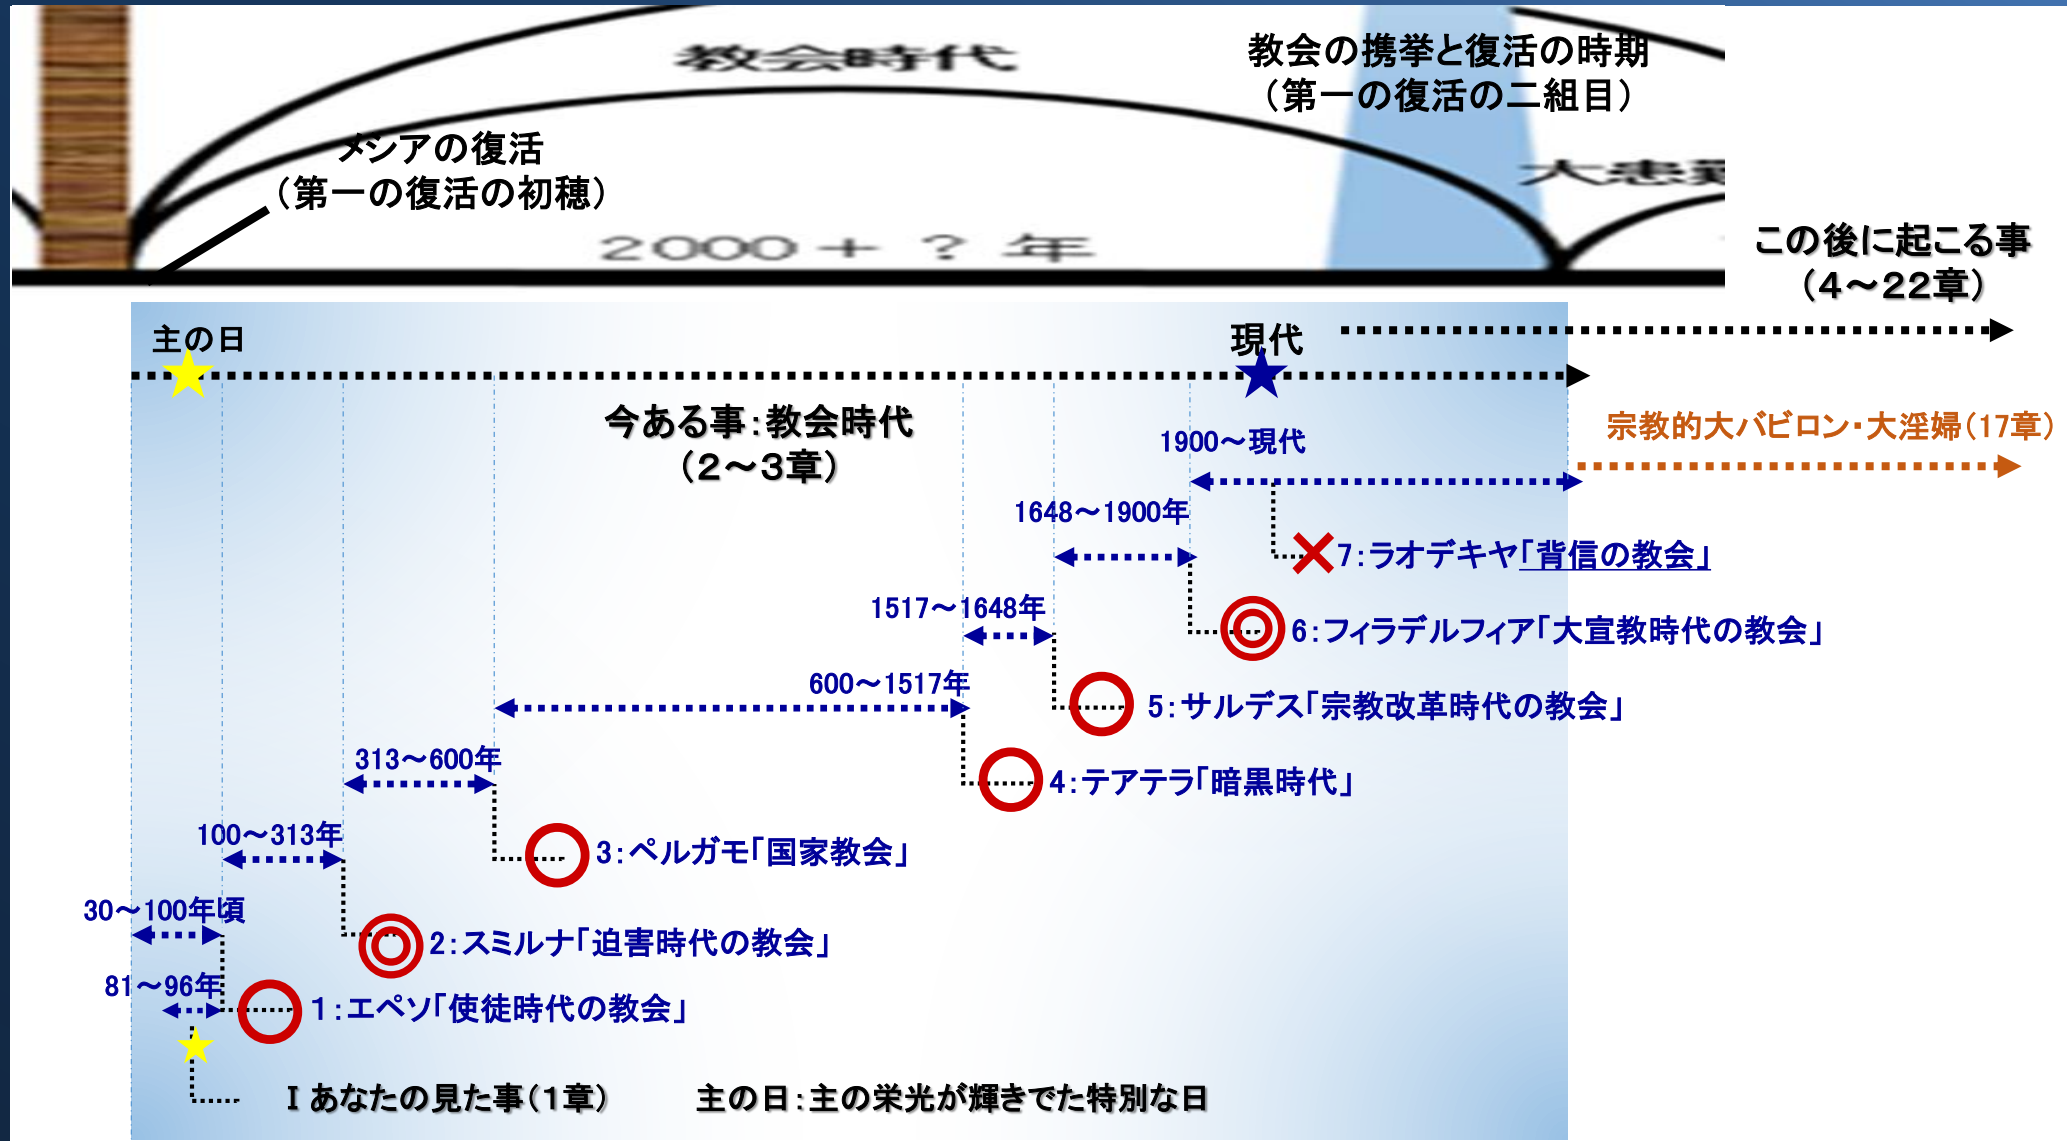 教会時代
教会の携挙と復活の時期
（第一の復活の二組目）
メシアの復活
（第一の復活の初穂）
大患
2000＋？年
この後に起こる事
（４～22章）
主の日
現代
今ある事：教会時代
（２～３章）
宗教的大バビロン・大淫婦（17章）
1900～現代
1648～1900年
7：ラオデキヤ「背信の教会」
1517～1648年
6：フィラデルフィア「大宣教時代の教会」
600～1517年
5：サルデス「宗教改革時代の教会」
313～600年
4：テアテラ「暗黒時代」
100～313年
3：ペルガモ「国家教会」
30～100年頃
2：スミルナ「迫害時代の教会」
81～96年
1：エペソ「使徒時代の教会」
Ⅰあなたの見た事（１章）
主の日：主の栄光が輝きでた特別な日